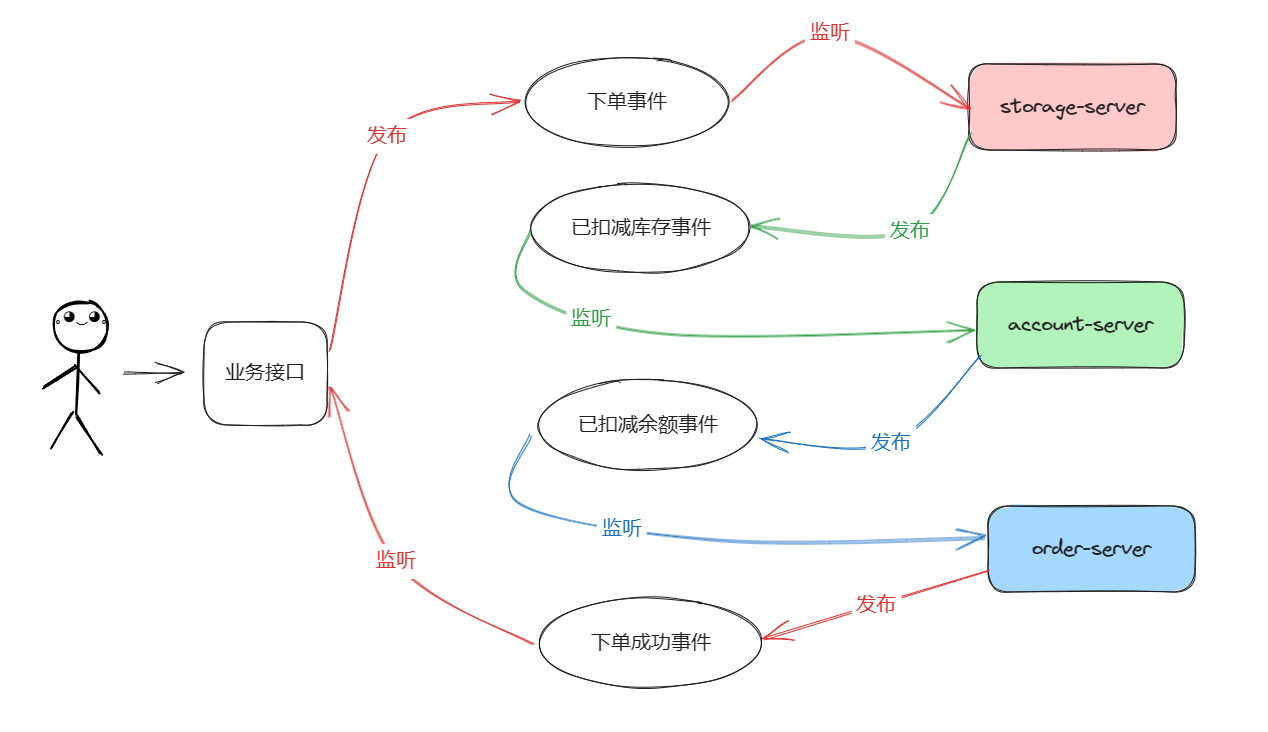 监听
下单事件
storage-server
发布
已扣减库存事件
发布
监听
account-server
业务接口
已扣减余额事件
发布
监听
order-server
监听
发布
下单成功事件